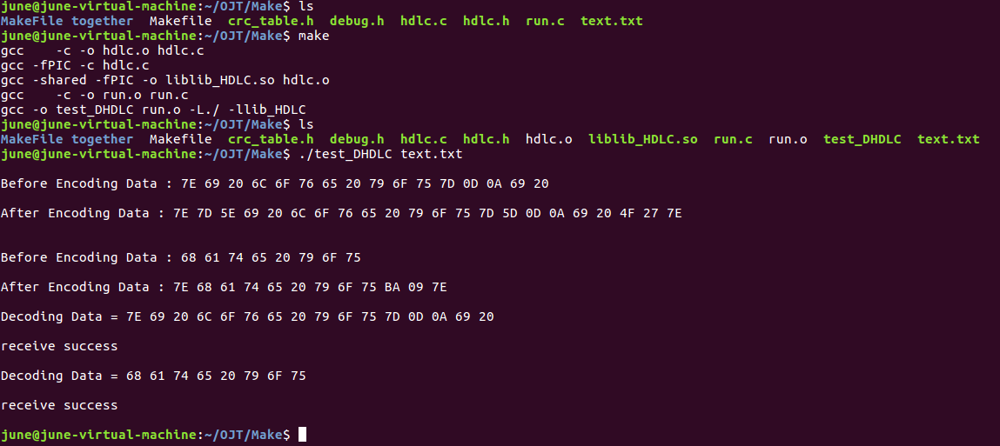 june@june-virtual-machine:~/OJT/Make$ ls
MakeFile together  Makefile  crc_table.h  debug.h  hdlc.c  hdlc.h  run.c  text.txt
june@june-virtual-machine:~/OJT/Make$ make
gcc    -c -o hdlc.o hdlc.c
gcc -fPIC -c hdlc.c
gcc -shared -fPIC -o liblib_HDLC.so hdlc.o
gcc    -c -o run.o run.c
gcc -o test_DHDLC run.o -L./ -llib_HDLC
june@june-virtual-machine:~/OJT/Make$ ls
MakeFile together  Makefile  crc_table.h  debug.h  hdlc.c  hdlc.h  hdlc.o  liblib_HDLC.so  run.c  run.o  test_DHDLC  text.txt
june@june-virtual-machine:~/OJT/Make$ ./test_DHDLC text.txt
Before Encoding Data : 7E 69 20 6C 6F 76 65 20 79 6F 75 7D 0D 0A 69 20
After Encoding Data : 7E 7D 5E 69 20 6C 6F 76 65 20 79 6F 75 7D 5D 0D 0A 69 20 4F 27 7E
Before Encoding Data : 68 61 74 65 20 79 6F 75
After Encoding Data : 7E 68 61 74 65 20 79 6F 75 BA 09 7E
Decoding Data = 7E 69 20 6C 6F 76 65 20 79 6F 75 7D 0D 0A 69 20
receive success
Decoding Data = 68 61 74 65 20 79 6F 75
receive success
june@june-virtual-machine:~/OJT/Make$